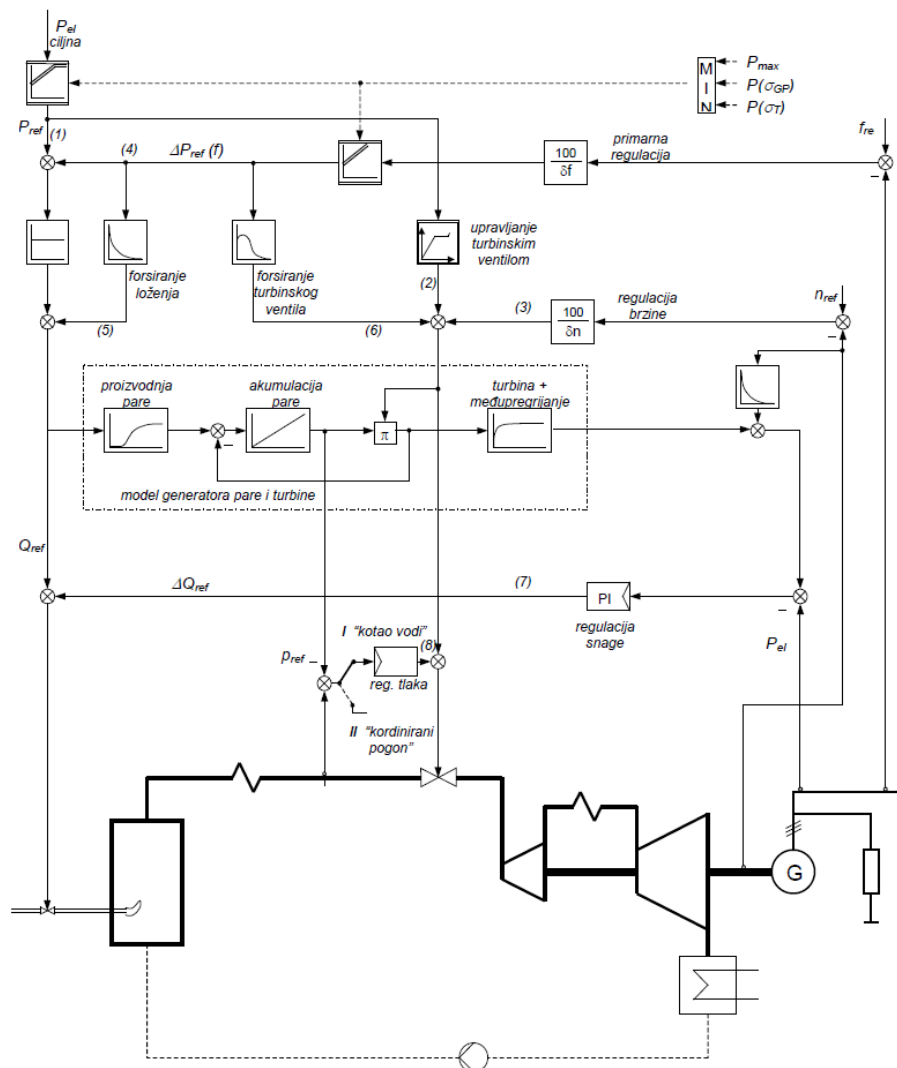 P_el
ciljna
M
I
N
P_max
P(σ_GP)
P(σ_T)
P_ref
(1)
(4)
ΔP_ref (f)
primarna
regulacija
100
δf
f_re
–
forsiranje
loženja
forsiranje
turbinskog
ventila
upravljanje
turbinskim
ventilom
(2)
(5)
(6)
(3)
100
δn
regulacija
brzine
n_ref
–
proizvodnja
pare
akumulacija
pare
turbina +
međupregrijanje
–
π
model generatora pare i turbine
Q_ref
ΔQ_ref
(7)
PI
regulacija
snage
–
P_el
I "kotao vodi"
(8)
p_ref
–
reg. tlaka
II "kordinirani
pogon"
G